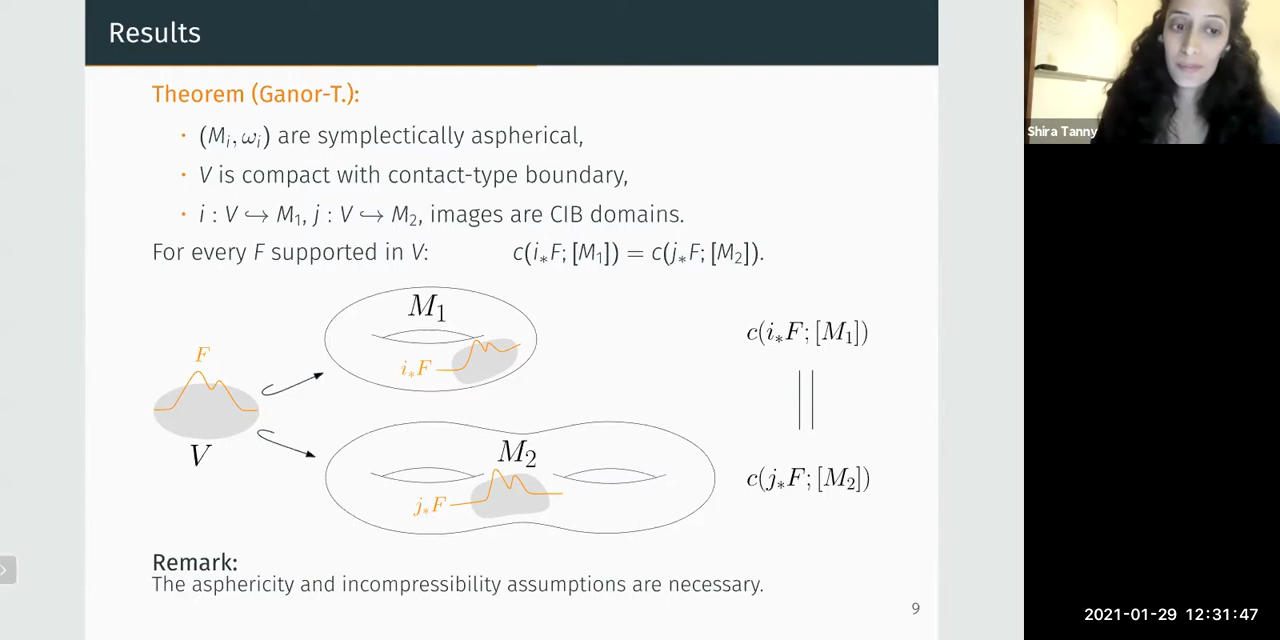 Results
Theorem (Ganor-T.):
• (Mᵢ, ωᵢ) are symplectically aspherical,
• V is compact with contact-type boundary,
• i : V ↪ M₁, j : V ↪ M₂, images are CIB domains.
For every F supported in V: c(i∗F; [M₁]) = c(j∗F; [M₂]).
M₁
F
i∗F
V
M₂
j∗F
c(i∗F; [M₁])
||
c(j∗F; [M₂])
Remark:
The asphericity and incompressibility assumptions are necessary.
9
Shira Tanny
2021-01-29 12:31:47